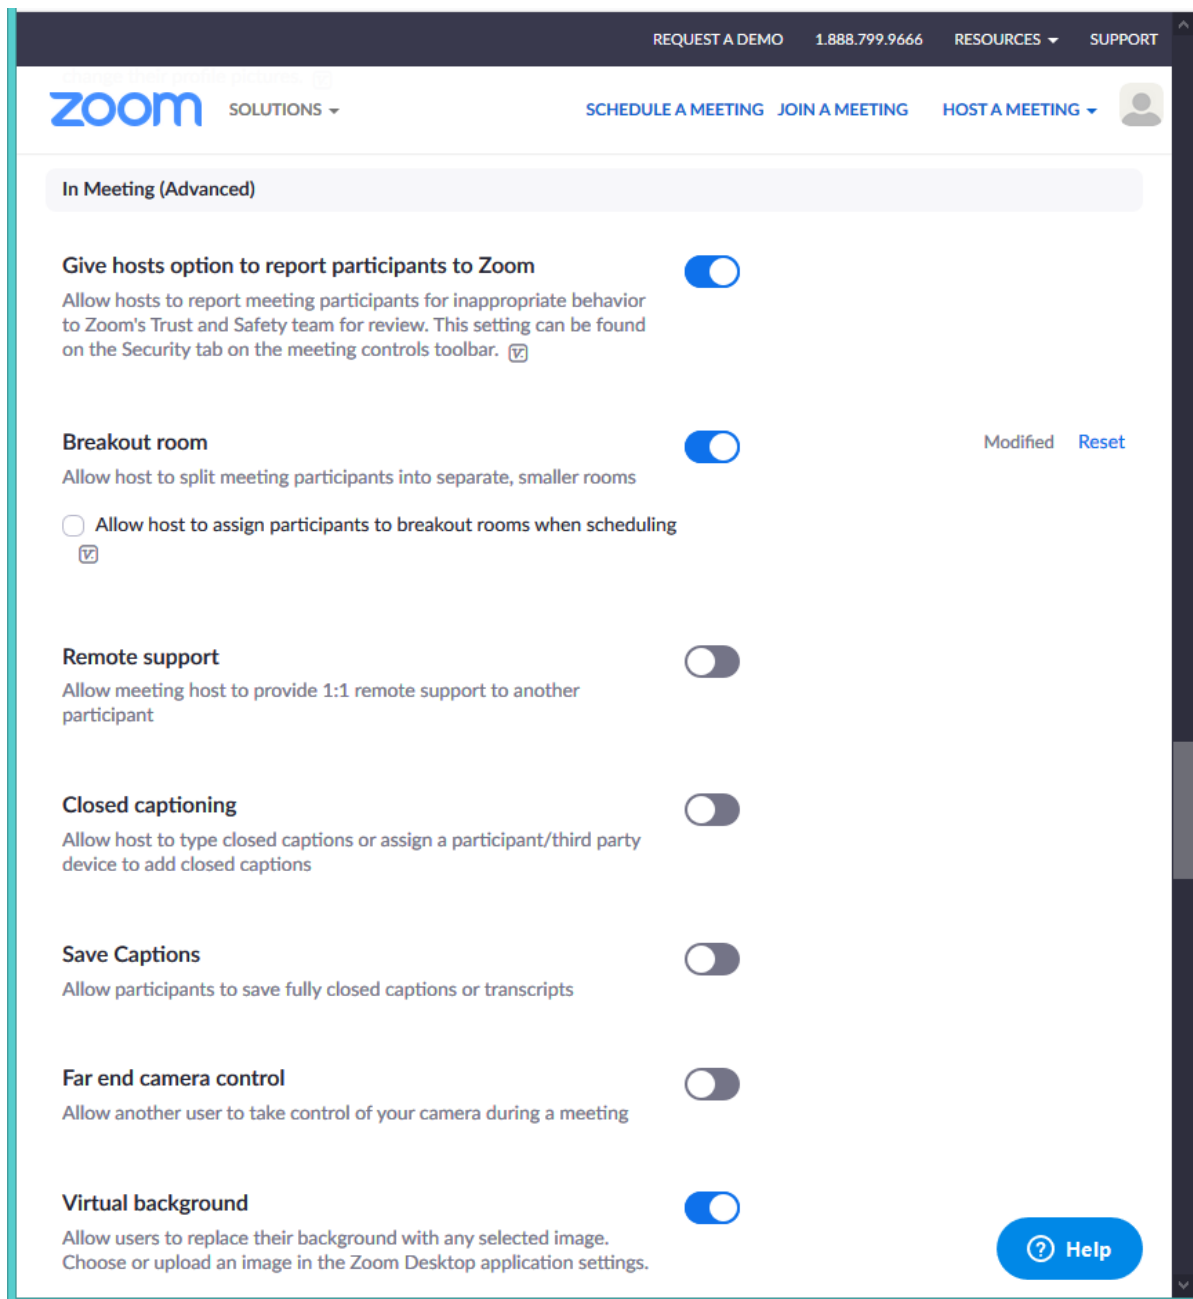 REQUEST A DEMO 1.888.799.9666 RESOURCES SUPPORT
change their profile pictures.
zoom SOLUTIONS SCHEDULE A MEETING JOIN A MEETING HOST A MEETING
In Meeting (Advanced)
Give hosts option to report participants to Zoom
Allow hosts to report meeting participants for inappropriate behavior
to Zoom's Trust and Safety team for review. This setting can be found
on the Security tab on the meeting controls toolbar.
Breakout room Modified Reset
Allow host to split meeting participants into separate, smaller rooms
Allow host to assign participants to breakout rooms when scheduling
Remote support
Allow meeting host to provide 1:1 remote support to another
participant
Closed captioning
Allow host to type closed captions or assign a participant/third party
device to add closed captions
Save Captions
Allow participants to save fully closed captions or transcripts
Far end camera control
Allow another user to take control of your camera during a meeting
Virtual background
Allow users to replace their background with any selected image.
Choose or upload an image in the Zoom Desktop application settings.
? Help